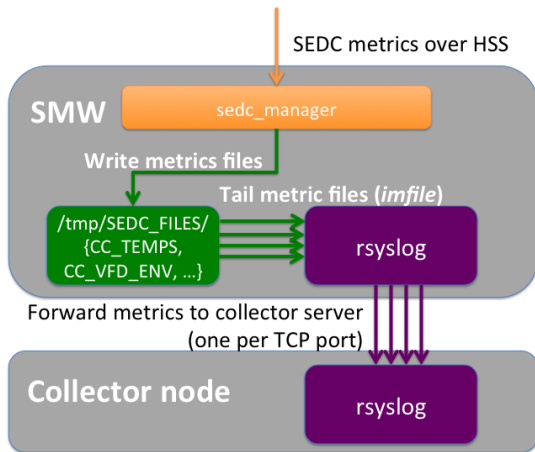 SEDC metrics over HSS
SMW
sedc_manager
Write metrics files
Tail metric files (imfile)
/tmp/SEDC_FILES/
{CC_TEMPS,
CC_VFD_ENV, ...}
rsyslog
Forward metrics to collector server
(one per TCP port)
Collector node
rsyslog